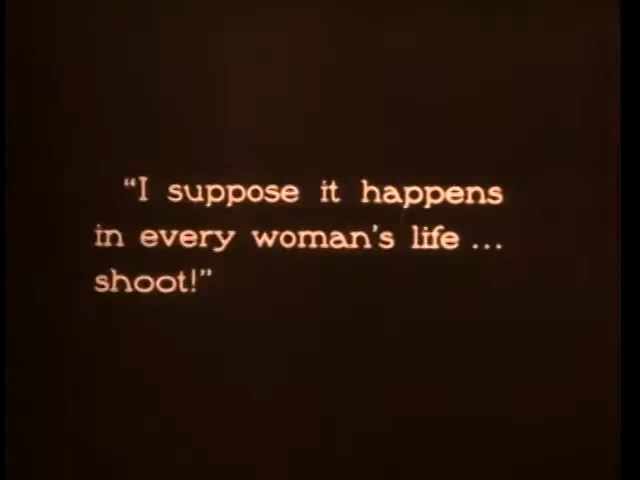 “I suppose it happens
in every woman's life ...
shoot!”